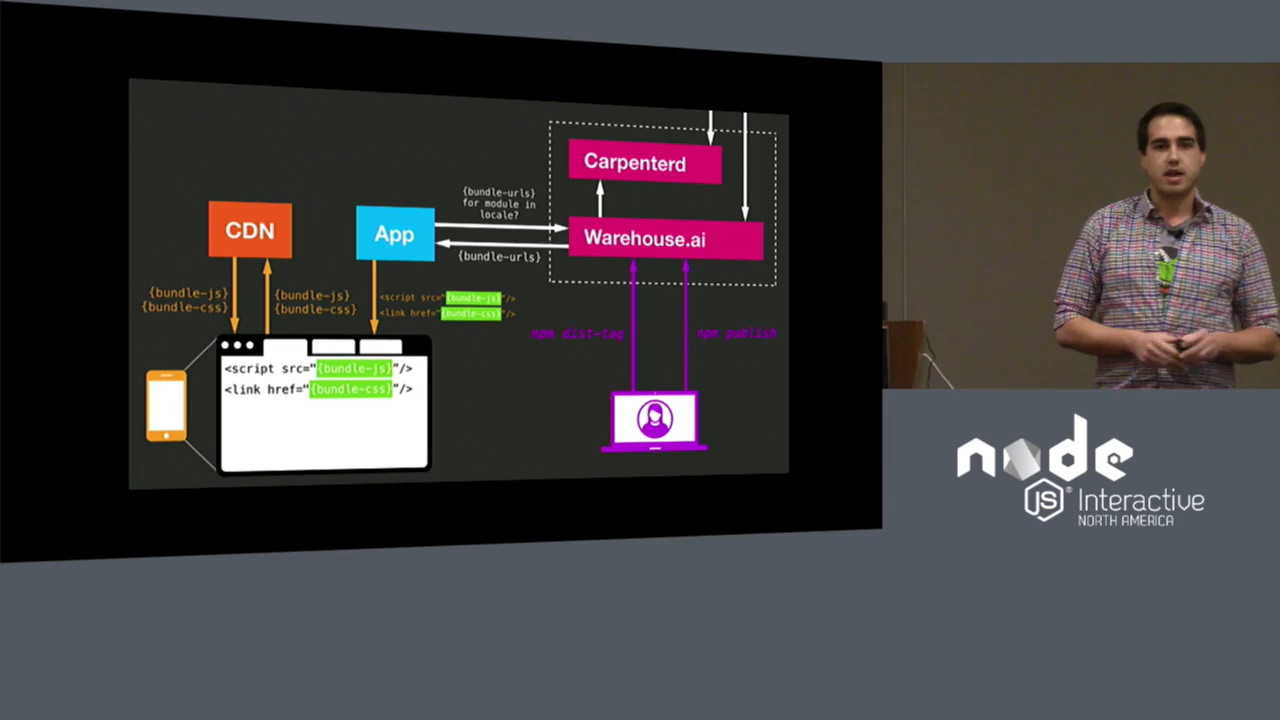 Carpenterd
{bundle-urls}
for module in
locale?
CDN
App
Warehouse.ai
{bundle-urls}
{bundle-js}
{bundle-css}
{bundle-js}
{bundle-css}
<script src="{bundle-js}"/>
<link href="{bundle-css}"/>
npm dist-tag
npm publish
<script src="{bundle-js}"/>
<link href="{bundle-css}"/>
node
JS® Interactive
NORTH AMERICA